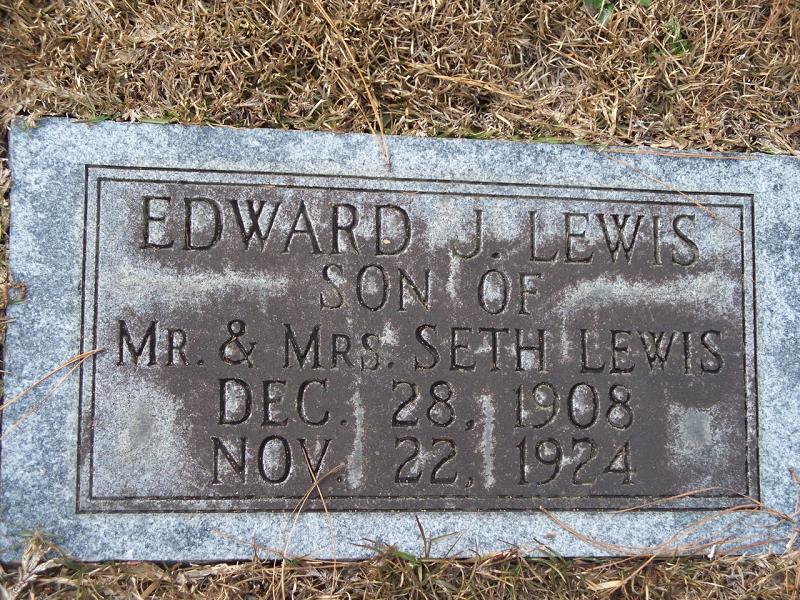 EDWARD J. LEWIS
SON OF
MR. & MRS. SETH LEWIS
DEC. 28, 1908
NOV. 22, 1924